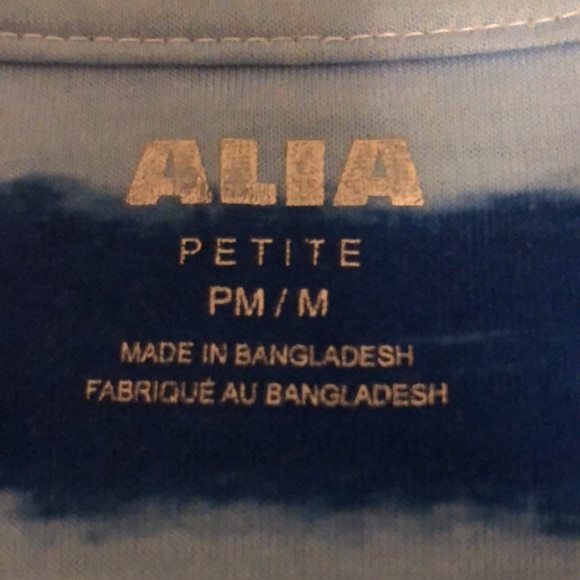 ALIA
PETITE
PM / M
MADE IN BANGLADESH
FABRIQUÉ AU BANGLADESH